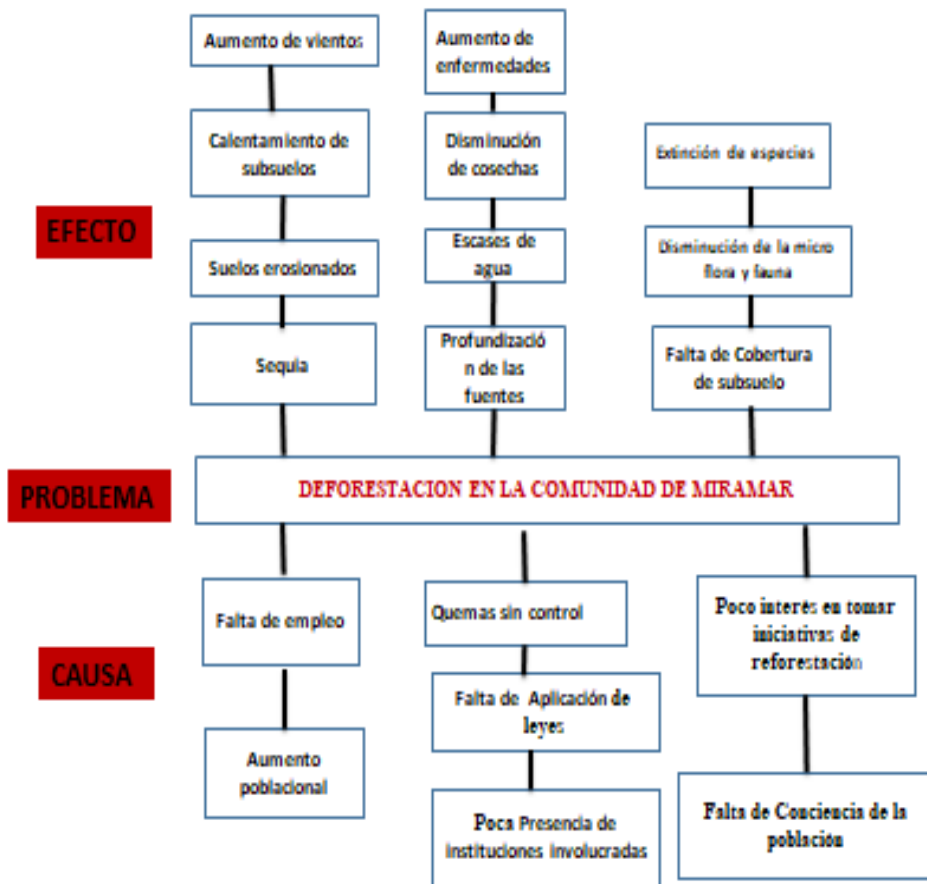 Aumento de vientos
Aumento de
enfermedades
Calentamiento de
subsuelos
Disminución
de cosechas
Extinción de especies
EFECTO
Suelos erosionados
Escases de
agua
Disminución de la micro
flora y fauna
Sequia
Profundizació
n de las
fuentes
Falta de Cobertura
de subsuelo
PROBLEMA
DEFORESTACION EN LA COMUNIDAD DE MIRAMAR
Falta de empleo
Quemas sin control
Poco interés en tomar
iniciativas de
reforestación
CAUSA
Falta de Aplicación de
leyes
Aumento
poblacional
Poca Presencia de
instituciones involucradas
Falta de Conciencia de la
población